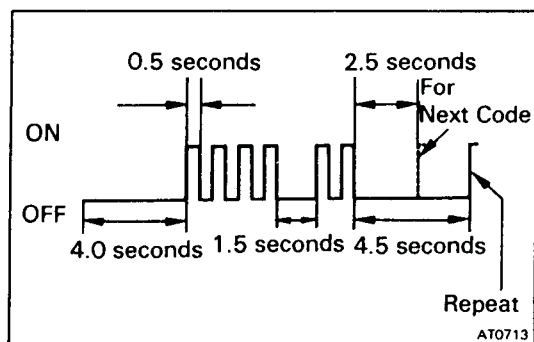 0.5 seconds
2.5 seconds
For
Next Code
ON
OFF
4.0 seconds
1.5 seconds
4.5 seconds
Repeat
AT0713